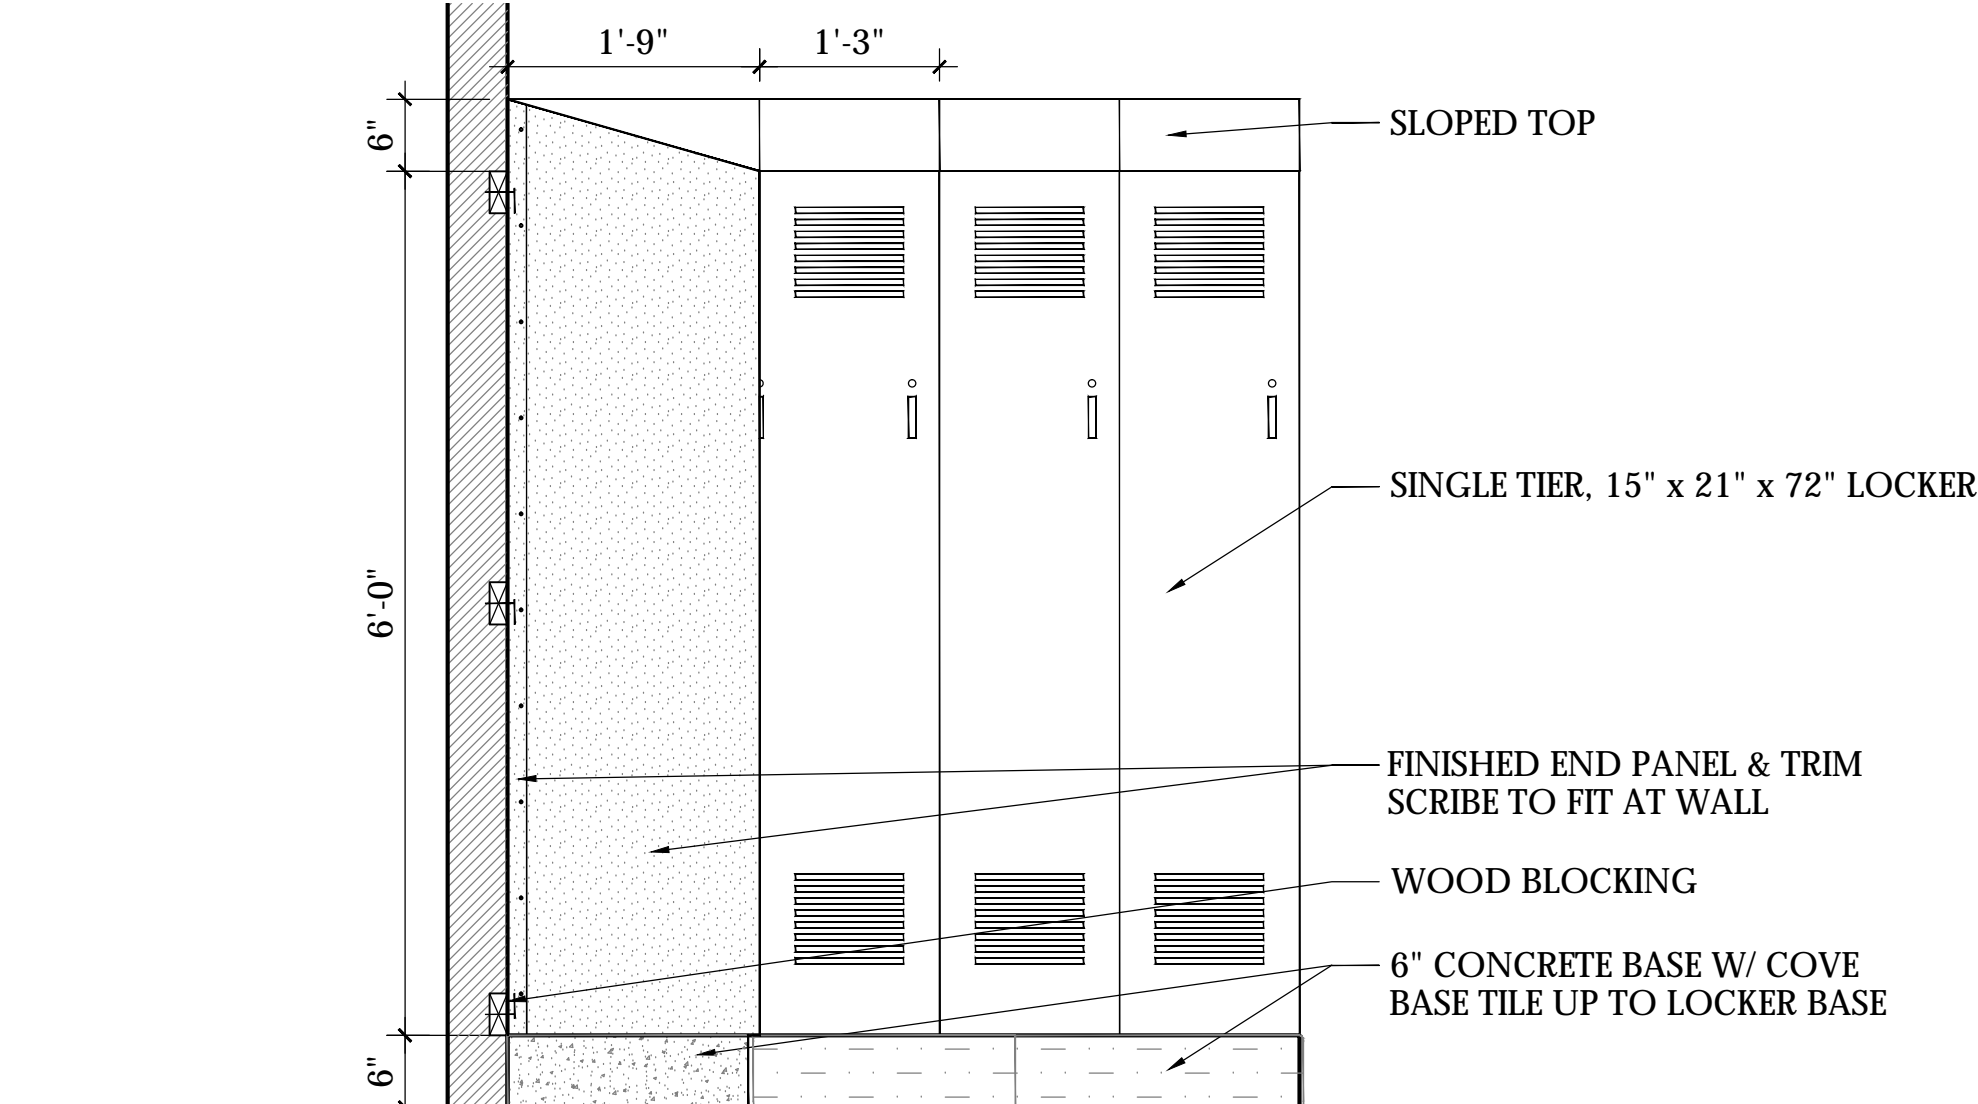 1'-9"
1'-3"
6"
SLOPED TOP
SINGLE TIER, 15" x 21" x 72" LOCKER
6'-0"
FINISHED END PANEL & TRIM
SCRIBE TO FIT AT WALL
WOOD BLOCKING
6" CONCRETE BASE W/ COVE
BASE TILE UP TO LOCKER BASE
6"